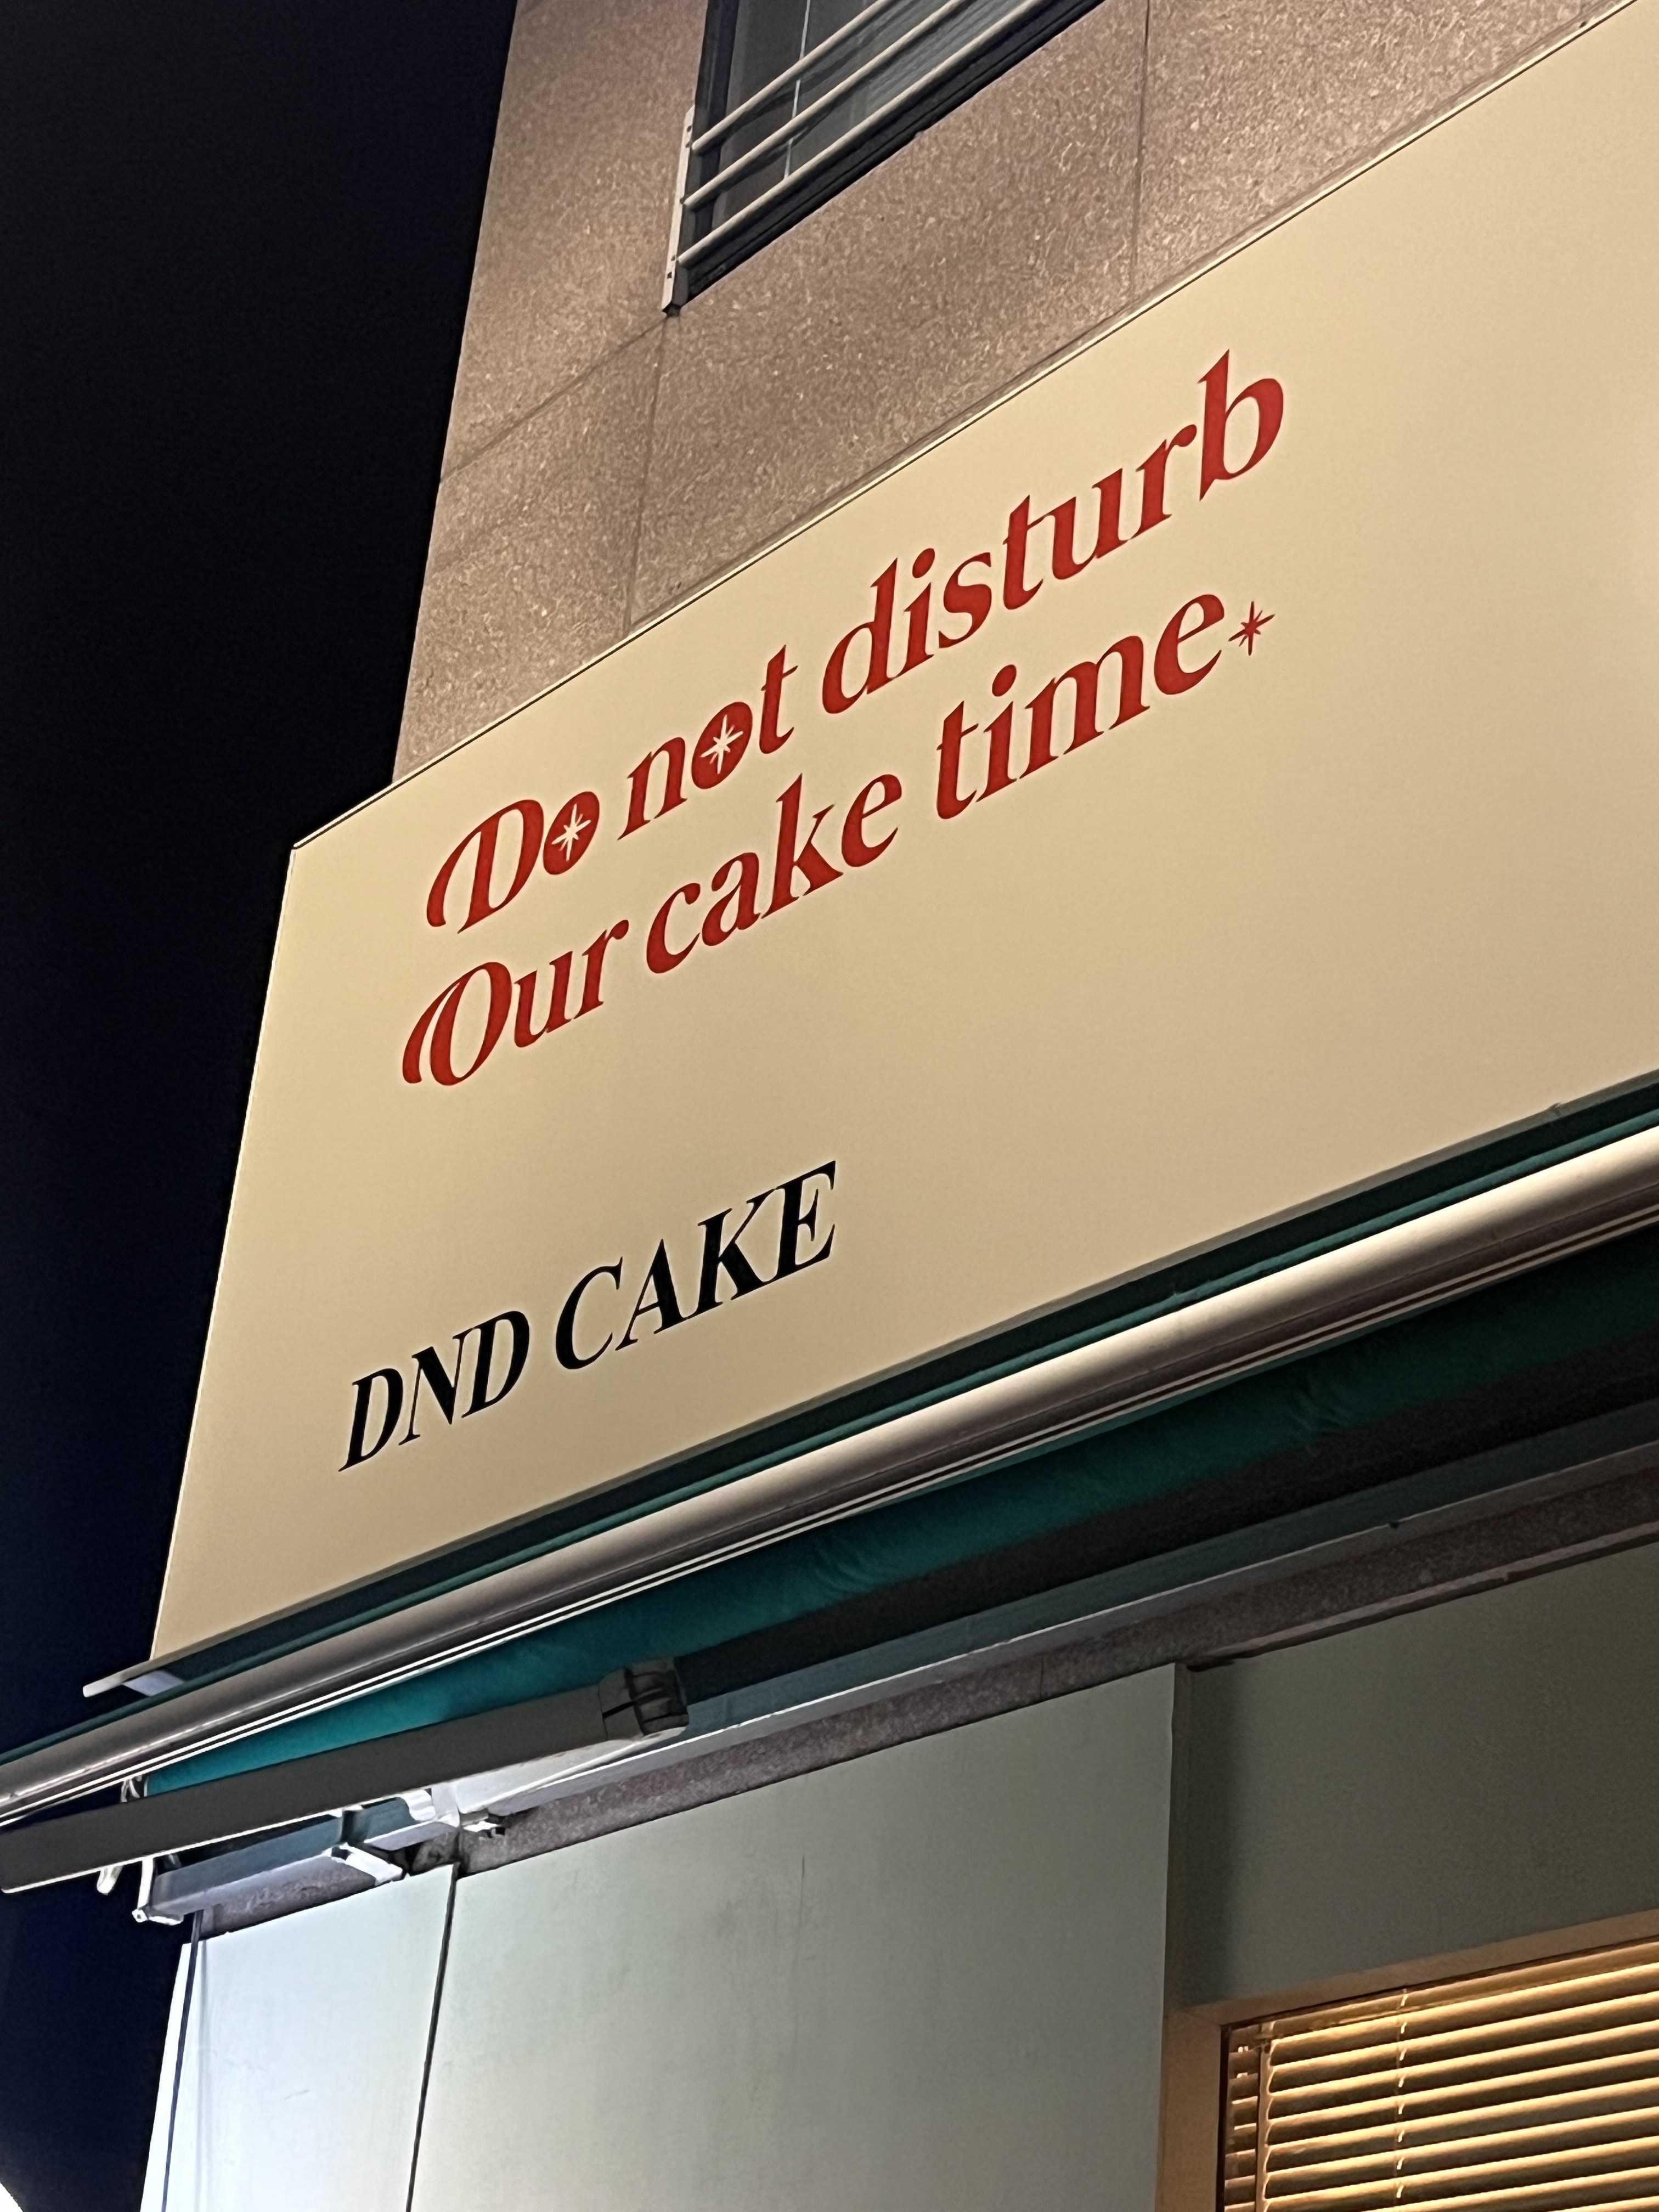 Do not disturb
Our cake time*
DND CAKE